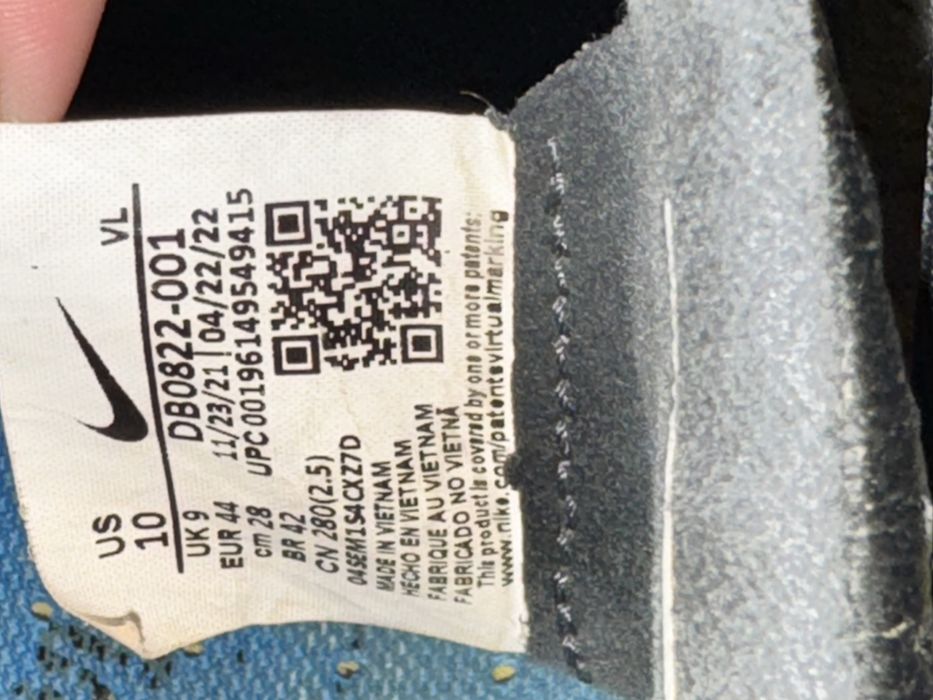 US
10
VL
UK 9
DB0822-001
EUR 44
11/23/21 | 04/22/22
cm 28
UPC 00196149549415
BR 42
CN 280(2.5)
04SEM1S4CXZ7D
MADE IN VIETNAM
HECHO EN VIETNAM
FABRIQUE AU VIETNAM
FABRICADO NO VIETNÃ
This product is covered by one or more patents:
www.nike.com/patentsvirtualmarking